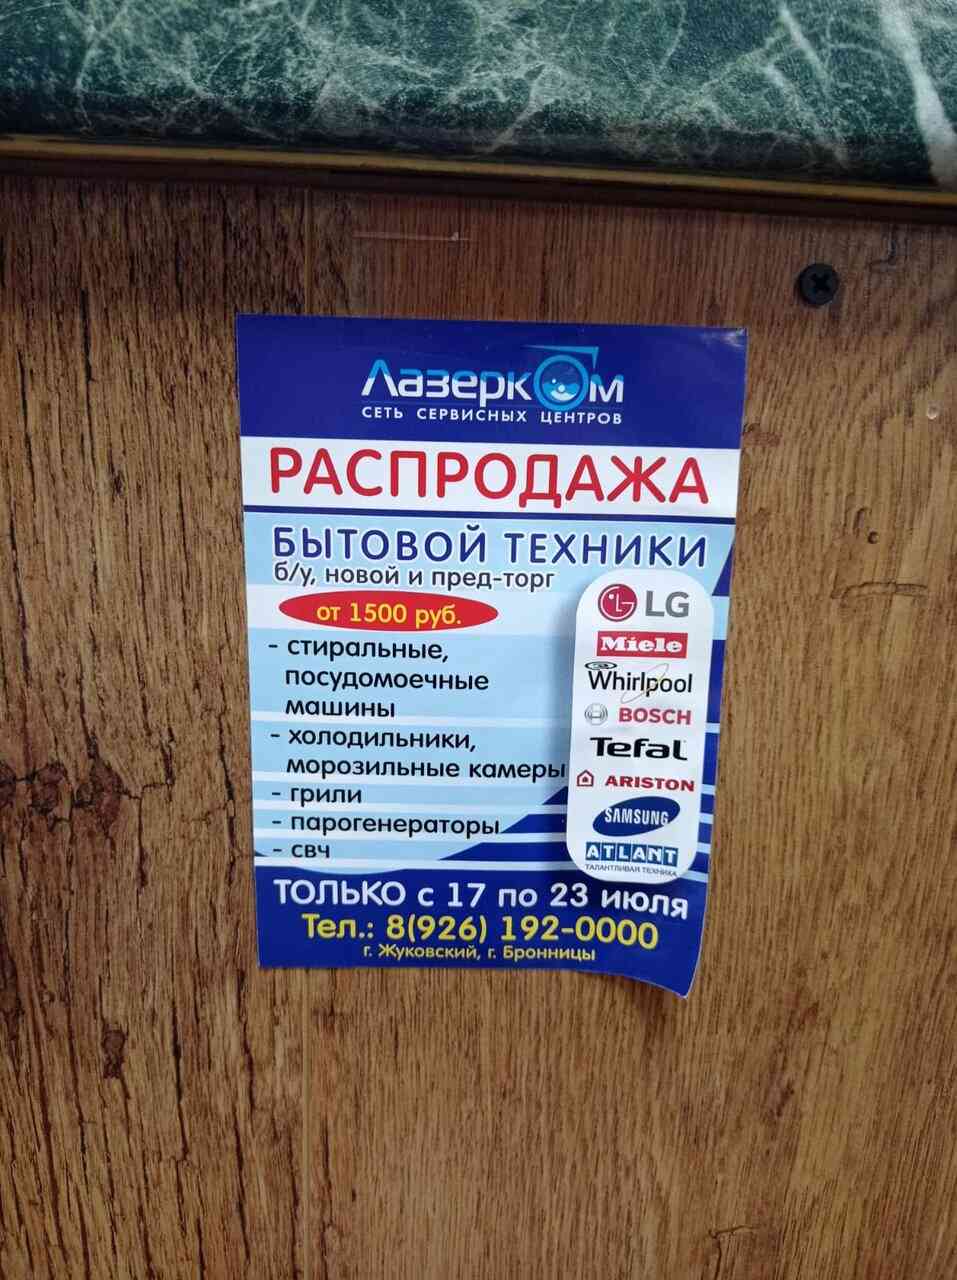 Лазерком
СЕТЬ СЕРВИСНЫХ ЦЕНТРОВ
РАСПРОДАЖА
БЫТОВОЙ ТЕХНИКИ
б/у, новой и пред-торг
от 1500 руб.
- стиральные,
посудомоечные
машины
- холодильники,
морозильные камеры
- грили
- парогенераторы
- свч
LG
Miele
Whirlpool
BOSCH
Tefal
ARISTON
SAMSUNG
ATLANT
ТАЛАНТЛИВАЯ ТЕХНИКА
ТОЛЬКО с 17 по 23 июля
Тел.: 8(926) 192-0000
г. Жуковский, г. Бронницы